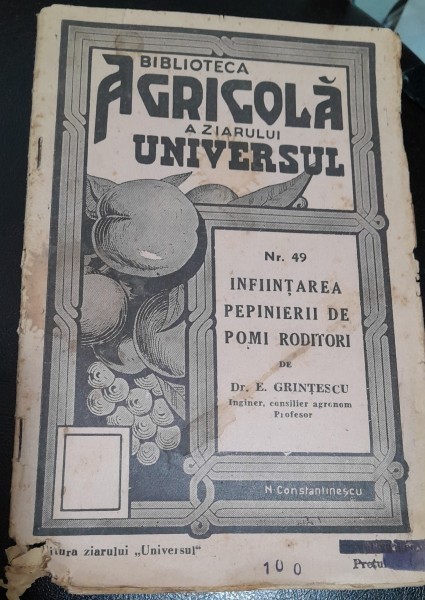 BIBLIOTECA
AGRICOLĂ
A ZIARULUI
UNIVERSUL
Nr. 49
INFIINȚAREA
PEPINIERII DE
POMI RODITORI
DE
Dr. E. GRINȚESCU
Inginer, consilier agronom
Profesor
N Constantinescu
ziarului „Universul"
100
Prețul